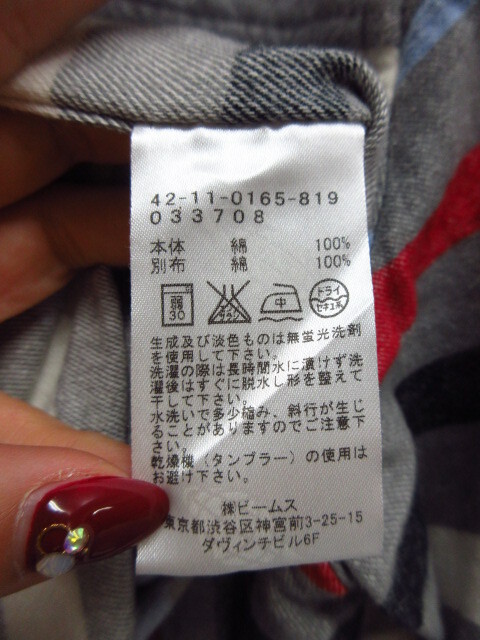 42-11-0165-819
033708
本体 綿 100%
別布 綿 100%
弱 30 エンソサラシ 中 ドライ セキユ系
生成及び淡色ものは無蛍光洗剤
を使用して下さい。
洗濯の際は長時間水に漬けず洗
濯後はすぐに脱水し形を整えて
干して下さい。
水洗いで多少縮み、斜行が生じ
ることがありますのでご注意下
さい。
乾燥機(タンブラー)の使用は
お避け下さい。
㈱ビームス
東京都渋谷区神宮前3-25-15
ダヴィンチビル6F